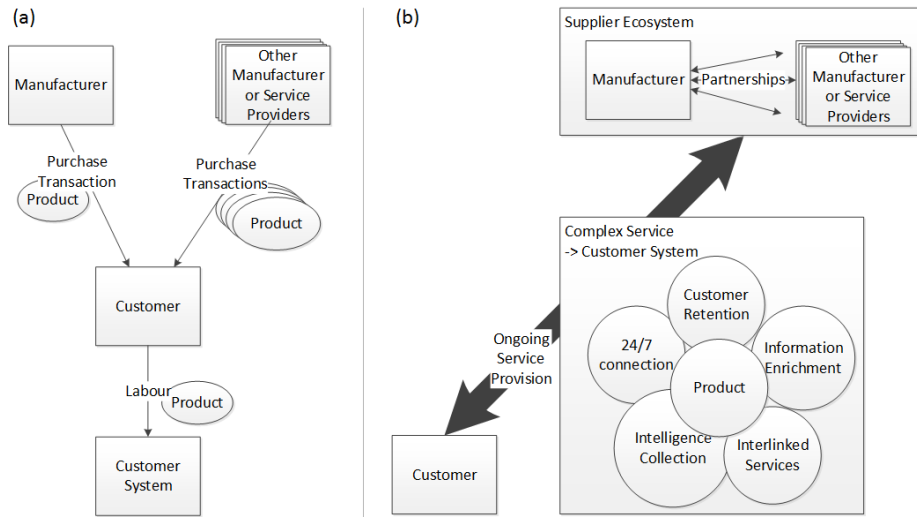 (a)
Manufacturer
Other
Manufacturer
or Service
Providers
Purchase
Transaction
Product
Purchase
Transactions
Product
Customer
Labour
Product
Customer
System
(b)
Supplier Ecosystem
Manufacturer
Partnerships
Other
Manufacturer
or Service
Providers
Complex Service
-> Customer System
Customer
Retention
24/7
connection
Information
Enrichment
Product
Intelligence
Collection
Interlinked
Services
Ongoing
Service
Provision
Customer